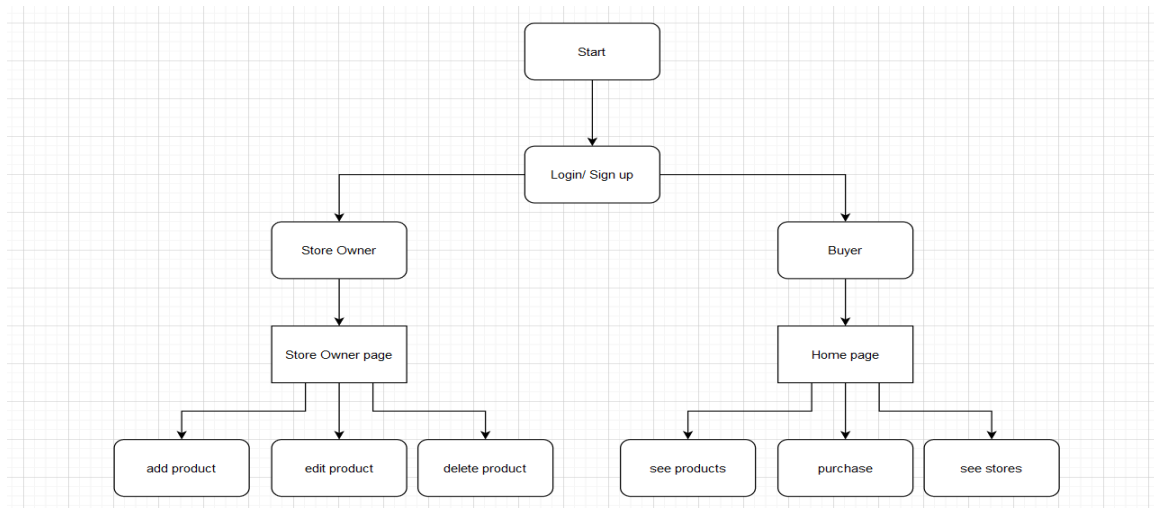 Start
Login/ Sign up
Store Owner
Buyer
Store Owner page
Home page
add product
edit product
delete product
see products
purchase
see stores